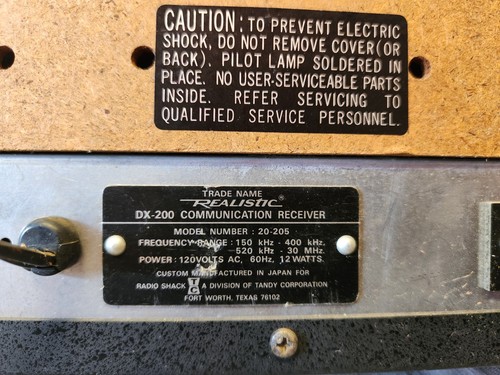 CAUTION: TO PREVENT ELECTRIC
SHOCK, DO NOT REMOVE COVER (OR
BACK). PILOT LAMP SOLDERED IN
PLACE. NO USER-SERVICEABLE PARTS
INSIDE. REFER SERVICING TO
QUALIFIED SERVICE PERSONNEL.
TRADE NAME
REALISTIC
DX-200 COMMUNICATION RECEIVER
MODEL NUMBER : 20-205
FREQUENCY RANGE : 150 kHz - 400 kHz.
520 kHz - 30 MHz.
POWER : 120VOLTS AC, 60Hz, 12 WATTS.
CUSTOM MANUFACTURED IN JAPAN FOR
RADIO SHACK TC A DIVISION OF TANDY CORPORATION
FORT WORTH, TEXAS 76102